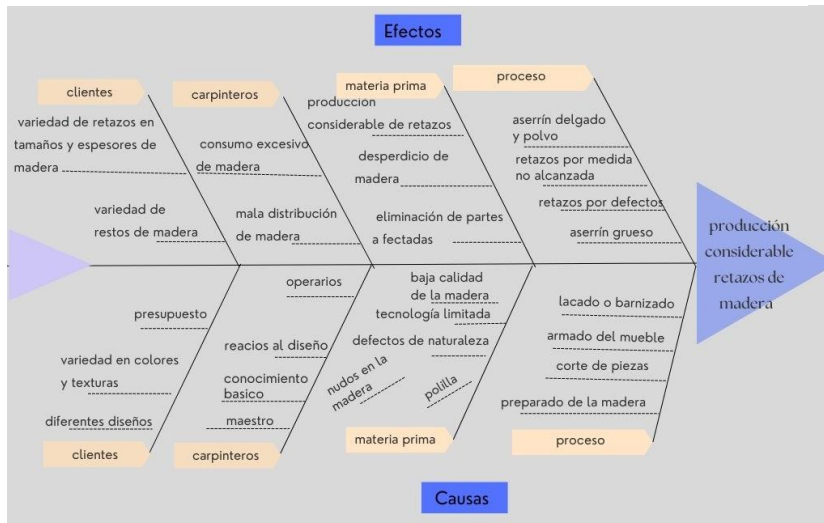 Efectos
clientes
carpinteros
materia prima
proceso
variedad de retazos en
tamaños y espesores de
madera
variedad de
restos de madera
consumo excesivo
de madera
mala distribución
de madera
producción
considerable de retazos
desperdicio de
madera
eliminación de partes
a fectadas
aserrín delgado
y polvo
retazos por medida
no alcanzada
retazos por defectos
aserrín grueso
producción
considerable
retazos de
madera
presupuesto
variedad en colores
y texturas
diferentes diseños
clientes
operarios
reacios al diseño
conocimiento
basico
maestro
carpinteros
baja calidad
de la madera
tecnología limitada
defectos de naturaleza
nudos en la
madera
polilla
materia prima
lacado o barnizado
armado del mueble
corte de piezas
preparado de la madera
proceso
Causas